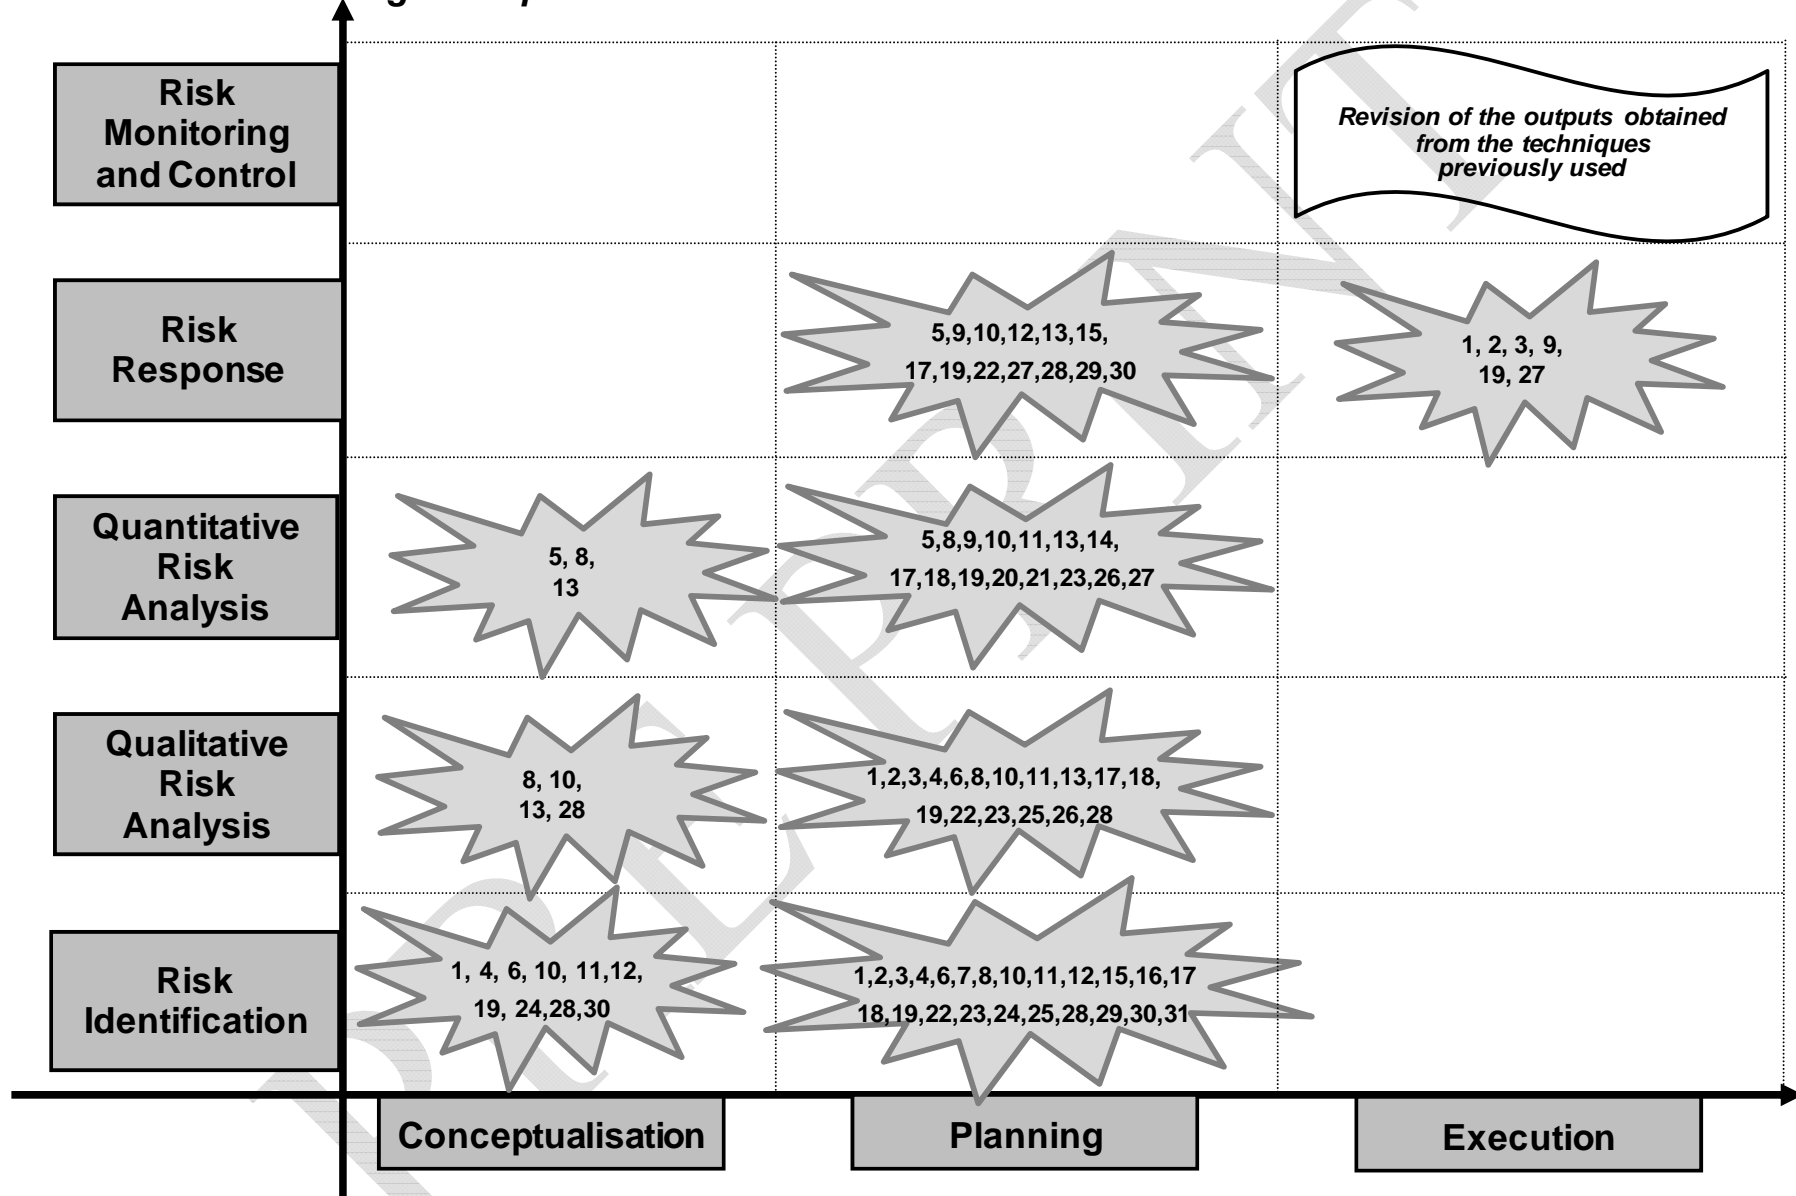 Risk
Monitoring
and Control
Revision of the outputs obtained
from the techniques
previously used
Risk
Response
5,9,10,12,13,15,
17,19,22,27,28,29,30
1, 2, 3, 9,
19, 27
Quantitative
Risk
Analysis
5, 8,
13
5,8,9,10,11,13,14,
17,18,19,20,21,23,26,27
Qualitative
Risk
Analysis
8, 10,
13, 28
1,2,3,4,6,8,10,11,13,17,18,
19,22,23,25,26,28
Risk
Identification
1, 4, 6, 10, 11,12,
19, 24,28,30
1,2,3,4,6,7,8,10,11,12,15,16,17
18,19,22,23,24,25,28,29,30,31
Conceptualisation
Planning
Execution
PREPRINT